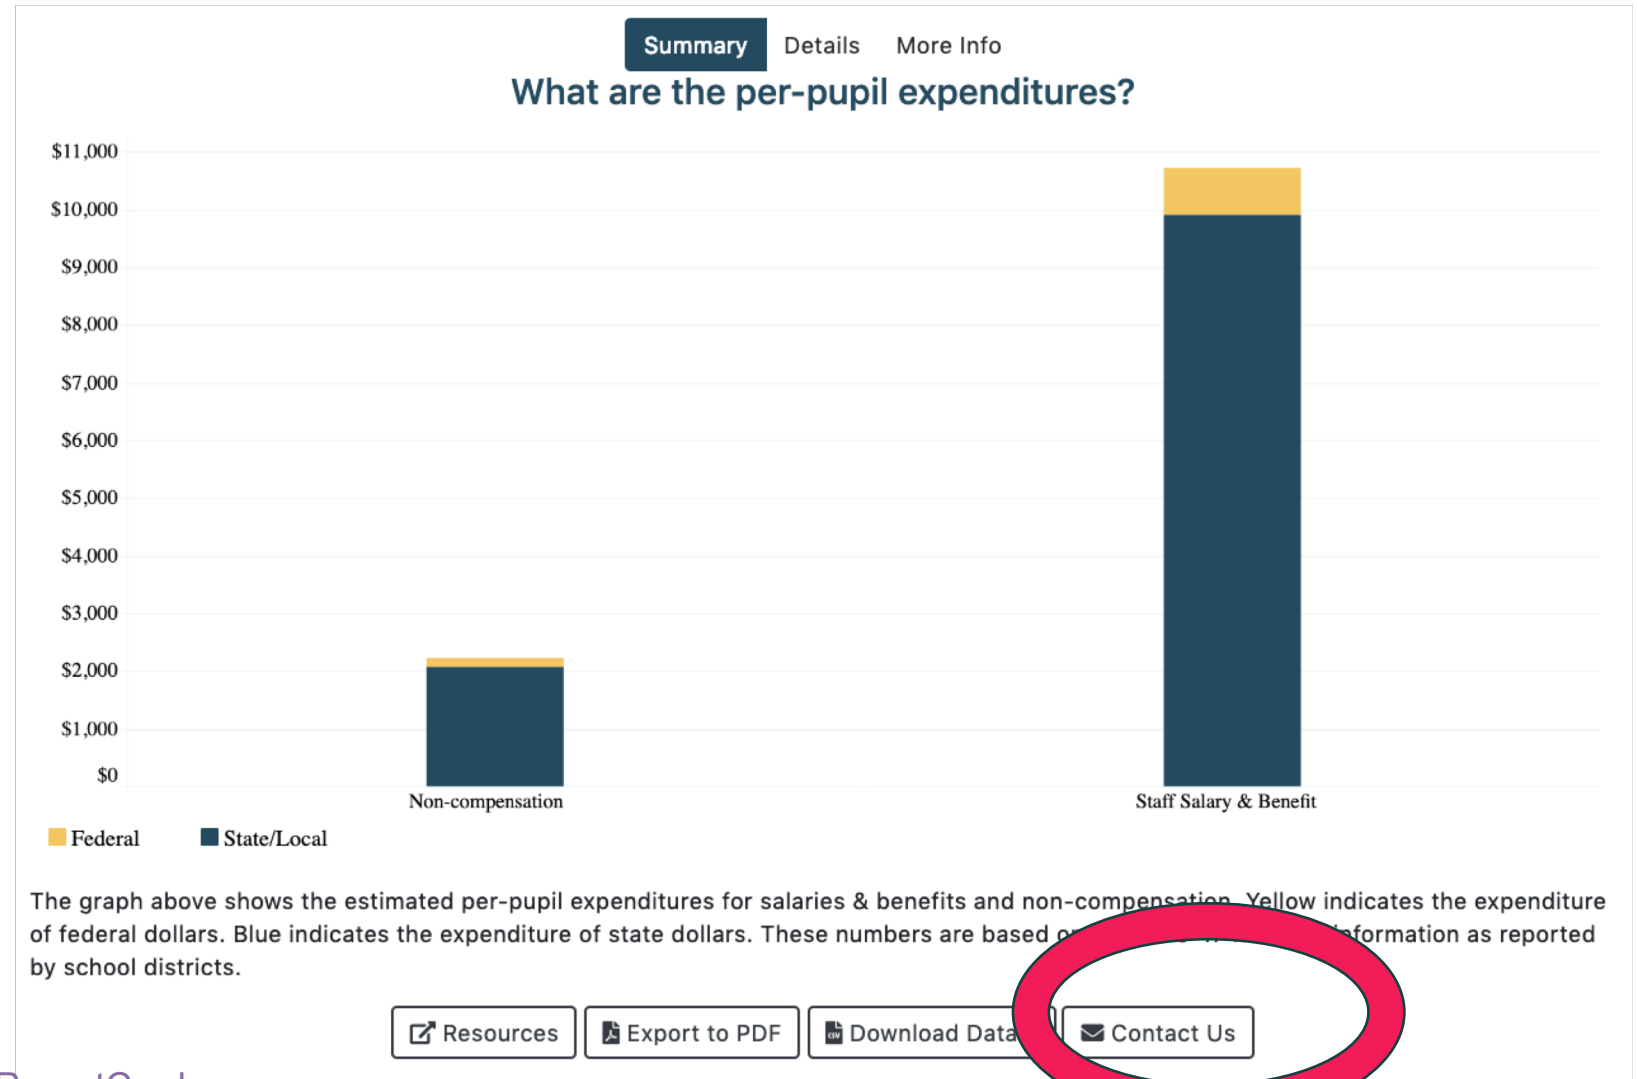 Summary Details More Info
What are the per-pupil expenditures?
$11,000
$10,000
$9,000
$8,000
$7,000
$6,000
$5,000
$4,000
$3,000
$2,000
$1,000
$0
Non-compensation Staff Salary & Benefit
Federal State/Local
The graph above shows the estimated per-pupil expenditures for salaries & benefits and non-compensation. Yellow indicates the expenditure
of federal dollars. Blue indicates the expenditure of state dollars. These numbers are based information as reported
by school districts.
Resources Export to PDF CSV Download Data Contact Us